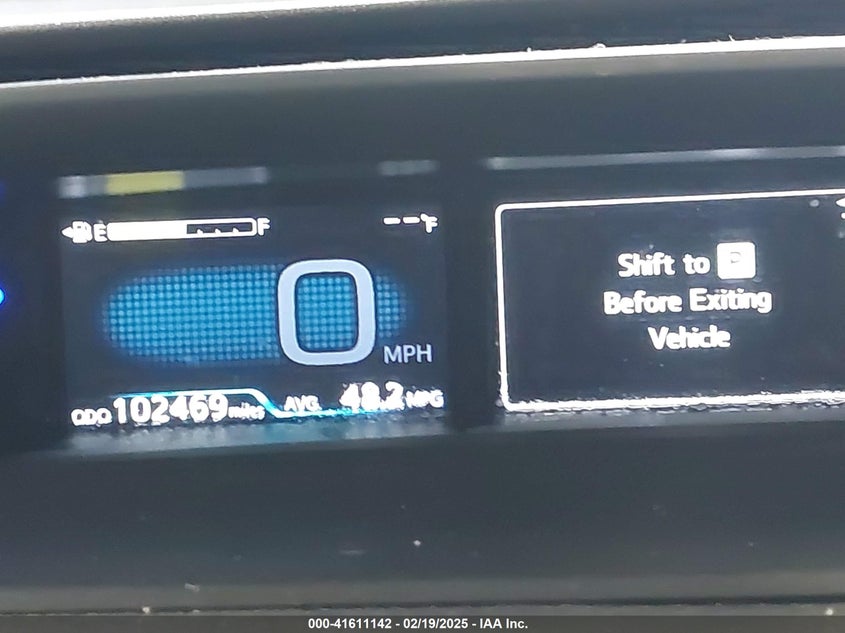 E F
--°F
0
MPH
ODO 102469 miles AVG 48.2 MPG
Shift to P
Before Exiting
Vehicle
000-41611142 - 02/19/2025 - IAA Inc.